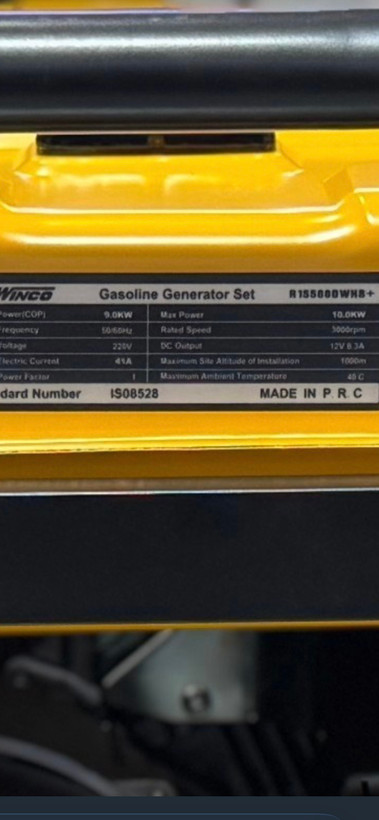 WINCO Gasoline Generator Set R15568DWNB+
Power(COP) 9.0KW Max Power 10.0KW
Frequency 50/60Hz Rated Speed 3000rpm
Voltage 220V DC Output 12V 8.3A
Electric Current 41A Maximum Site Altitude of Installation 1000m
Power Factor 1 Maximum Ambient Temperature 40 C
dard Number ISO8528 MADE IN P. R. C